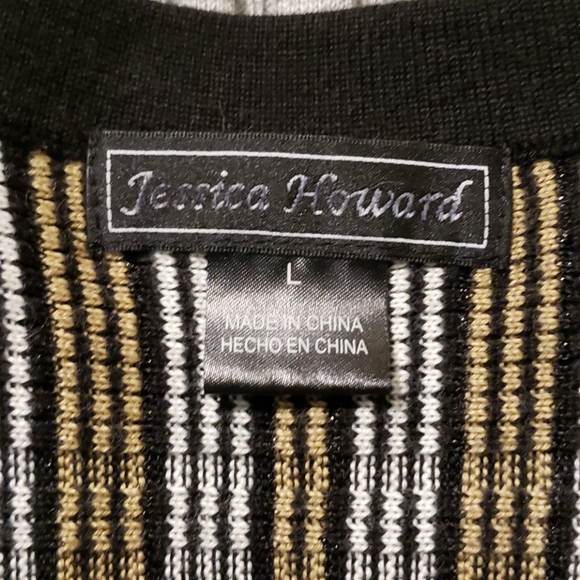 Jessica Howard
L
MADE IN CHINA
HECHO EN CHINA